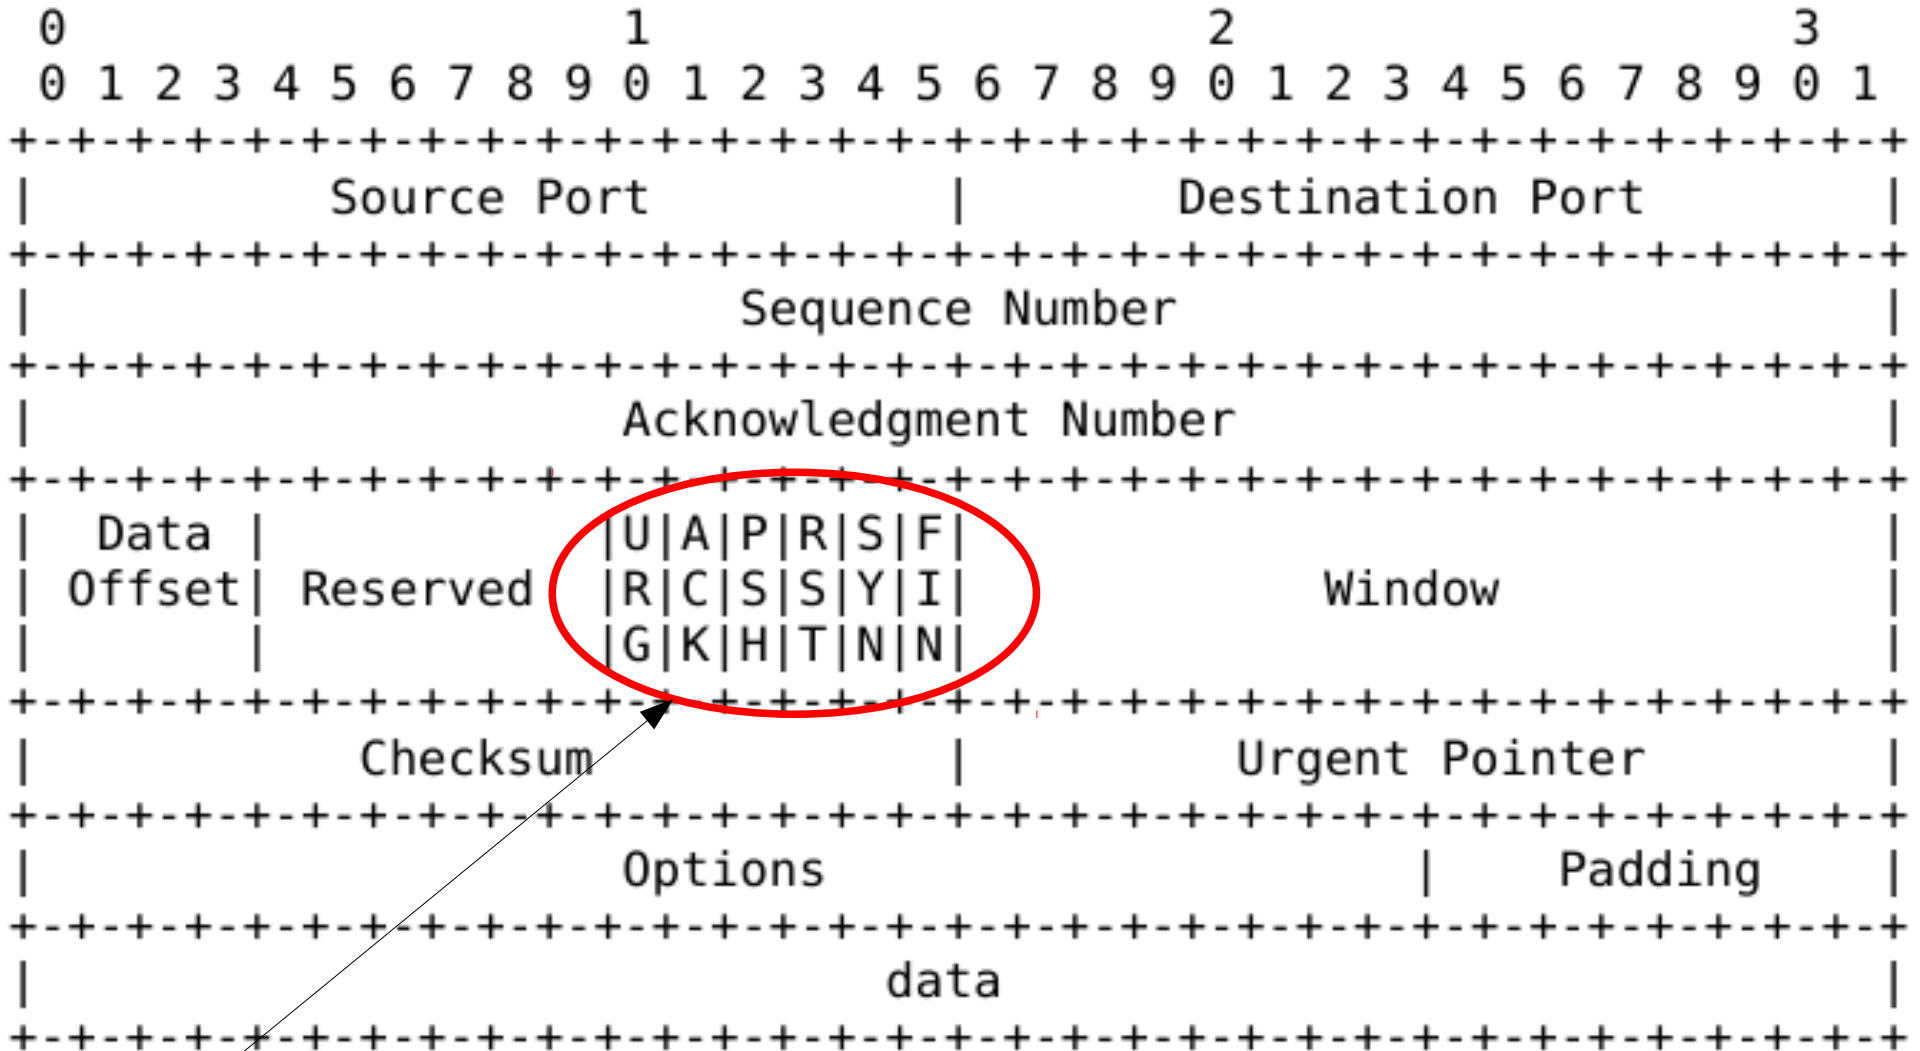 0                   1                   2                   3
 0 1 2 3 4 5 6 7 8 9 0 1 2 3 4 5 6 7 8 9 0 1 2 3 4 5 6 7 8 9 0 1
+-+-+-+-+-+-+-+-+-+-+-+-+-+-+-+-+-+-+-+-+-+-+-+-+-+-+-+-+-+-+-+-+
|          Source Port          |       Destination Port        |
+-+-+-+-+-+-+-+-+-+-+-+-+-+-+-+-+-+-+-+-+-+-+-+-+-+-+-+-+-+-+-+-+
|                        Sequence Number                        |
+-+-+-+-+-+-+-+-+-+-+-+-+-+-+-+-+-+-+-+-+-+-+-+-+-+-+-+-+-+-+-+-+
|                    Acknowledgment Number                      |
+-+-+-+-+-+-+-+-+-+-+-+-+-+-+-+-+-+-+-+-+-+-+-+-+-+-+-+-+-+-+-+-+
|  Data |           |U|A|P|R|S|F|                               |
| Offset| Reserved  |R|C|S|S|Y|I|            Window             |
|       |           |G|K|H|T|N|N|                               |
+-+-+-+-+-+-+-+-+-+-+-+-+-+-+-+-+-+-+-+-+-+-+-+-+-+-+-+-+-+-+-+-+
|           Checksum            |         Urgent Pointer        |
+-+-+-+-+-+-+-+-+-+-+-+-+-+-+-+-+-+-+-+-+-+-+-+-+-+-+-+-+-+-+-+-+
|                    Options                    |    Padding    |
+-+-+-+-+-+-+-+-+-+-+-+-+-+-+-+-+-+-+-+-+-+-+-+-+-+-+-+-+-+-+-+-+
|                             data                              |
+-+-+-+-+-+-+-+-+-+-+-+-+-+-+-+-+-+-+-+-+-+-+-+-+-+-+-+-+-+-+-+-+